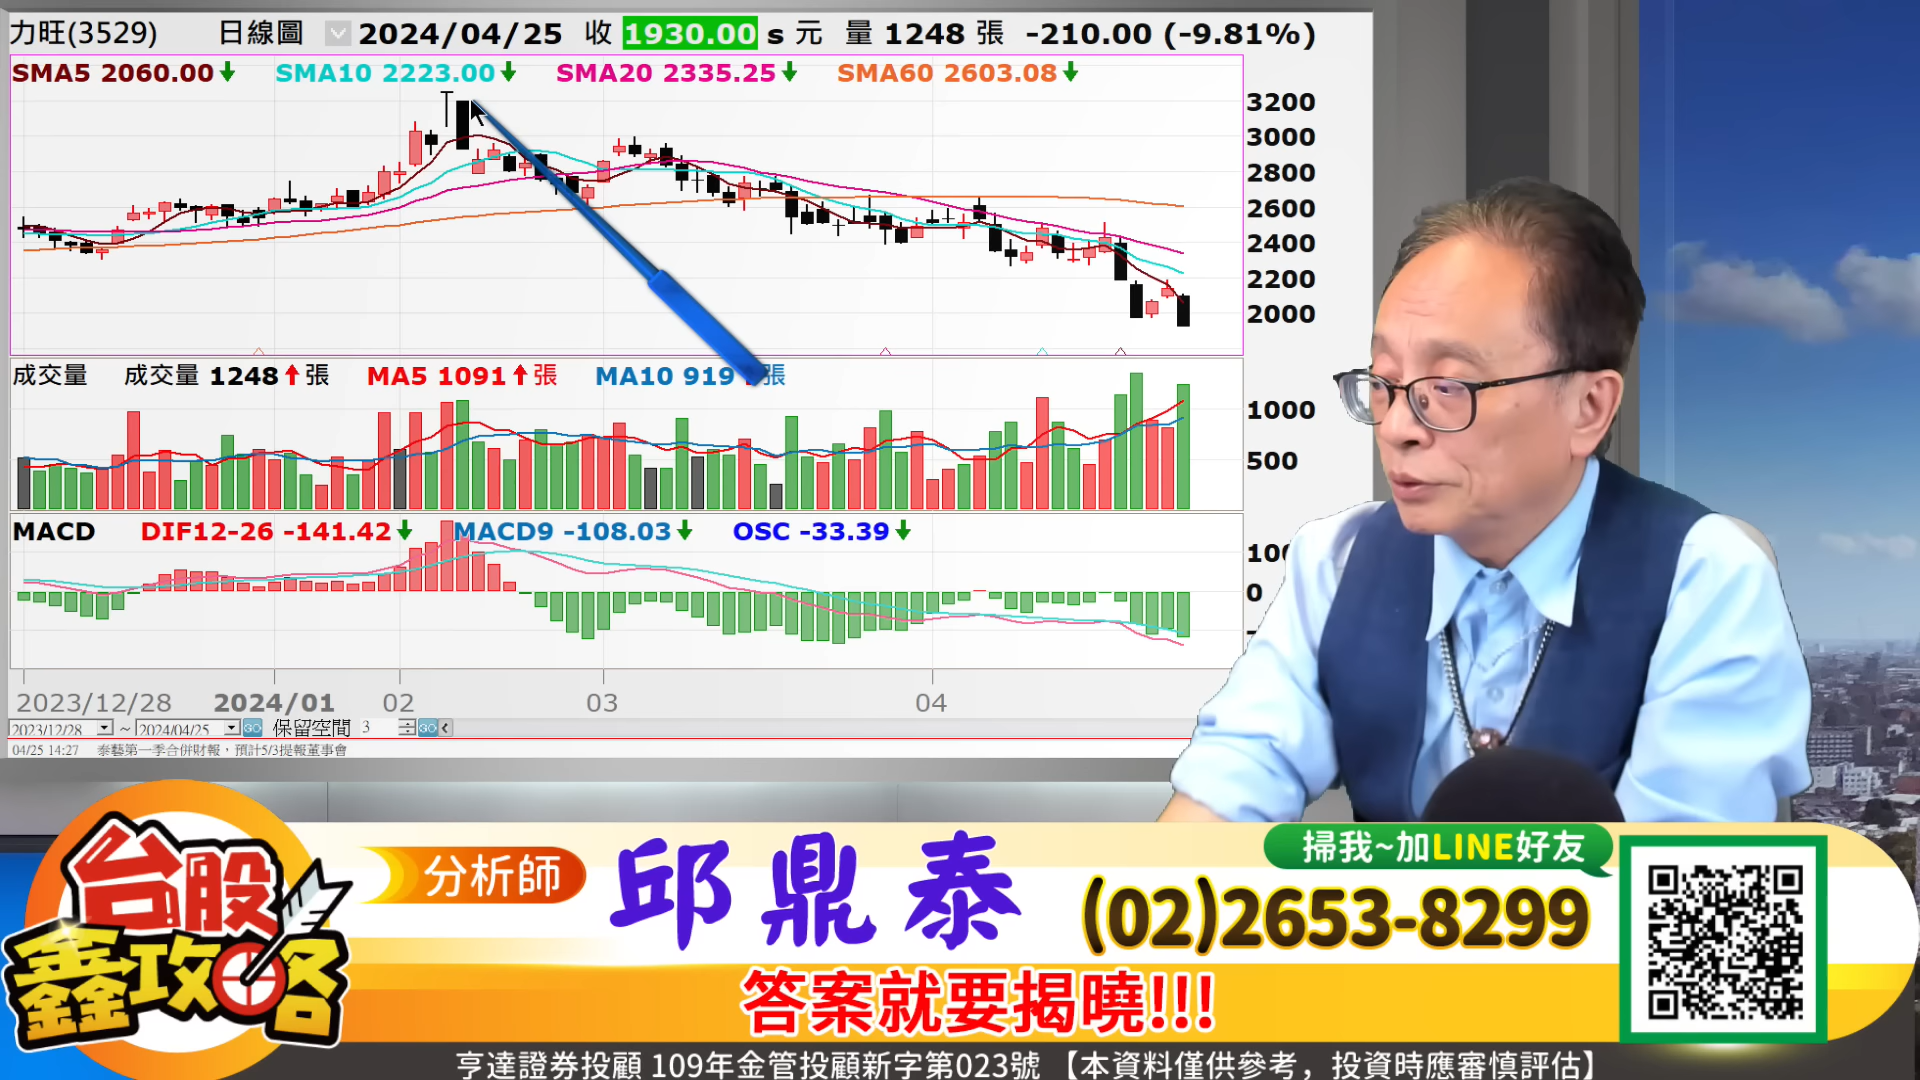 力旺(3529) 日線圖 2024/04/25 收 1930.00 s 元 量 1248 張 -210.00 (-9.81%)
SMA5 2060.00 SMA10 2223.00 SMA20 2335.25 SMA60 2603.08
3200
3000
2800
2600
2400
2200
2000
成交量 成交量 1248 張 MA5 1091 張 MA10 919 張
1000
500
MACD DIF12-26 -141.42 MACD9 -108.03 OSC -33.39
0
2023/12/28 2024/01 02 03 04
2023/12/28 ~ 2024/04/25 GO 保留空間 3 GO
04/25 14:27 泰藝第一季合併財報，預計5/3提報董事會
台股
鑫攻略
分析師
邱鼎泰
掃我~加LINE好友
(02)2653-8299
答案就要揭曉!!!
亨達證券投顧 109年金管投顧新字第023號 【本資料僅供參考，投資時應審慎評估】